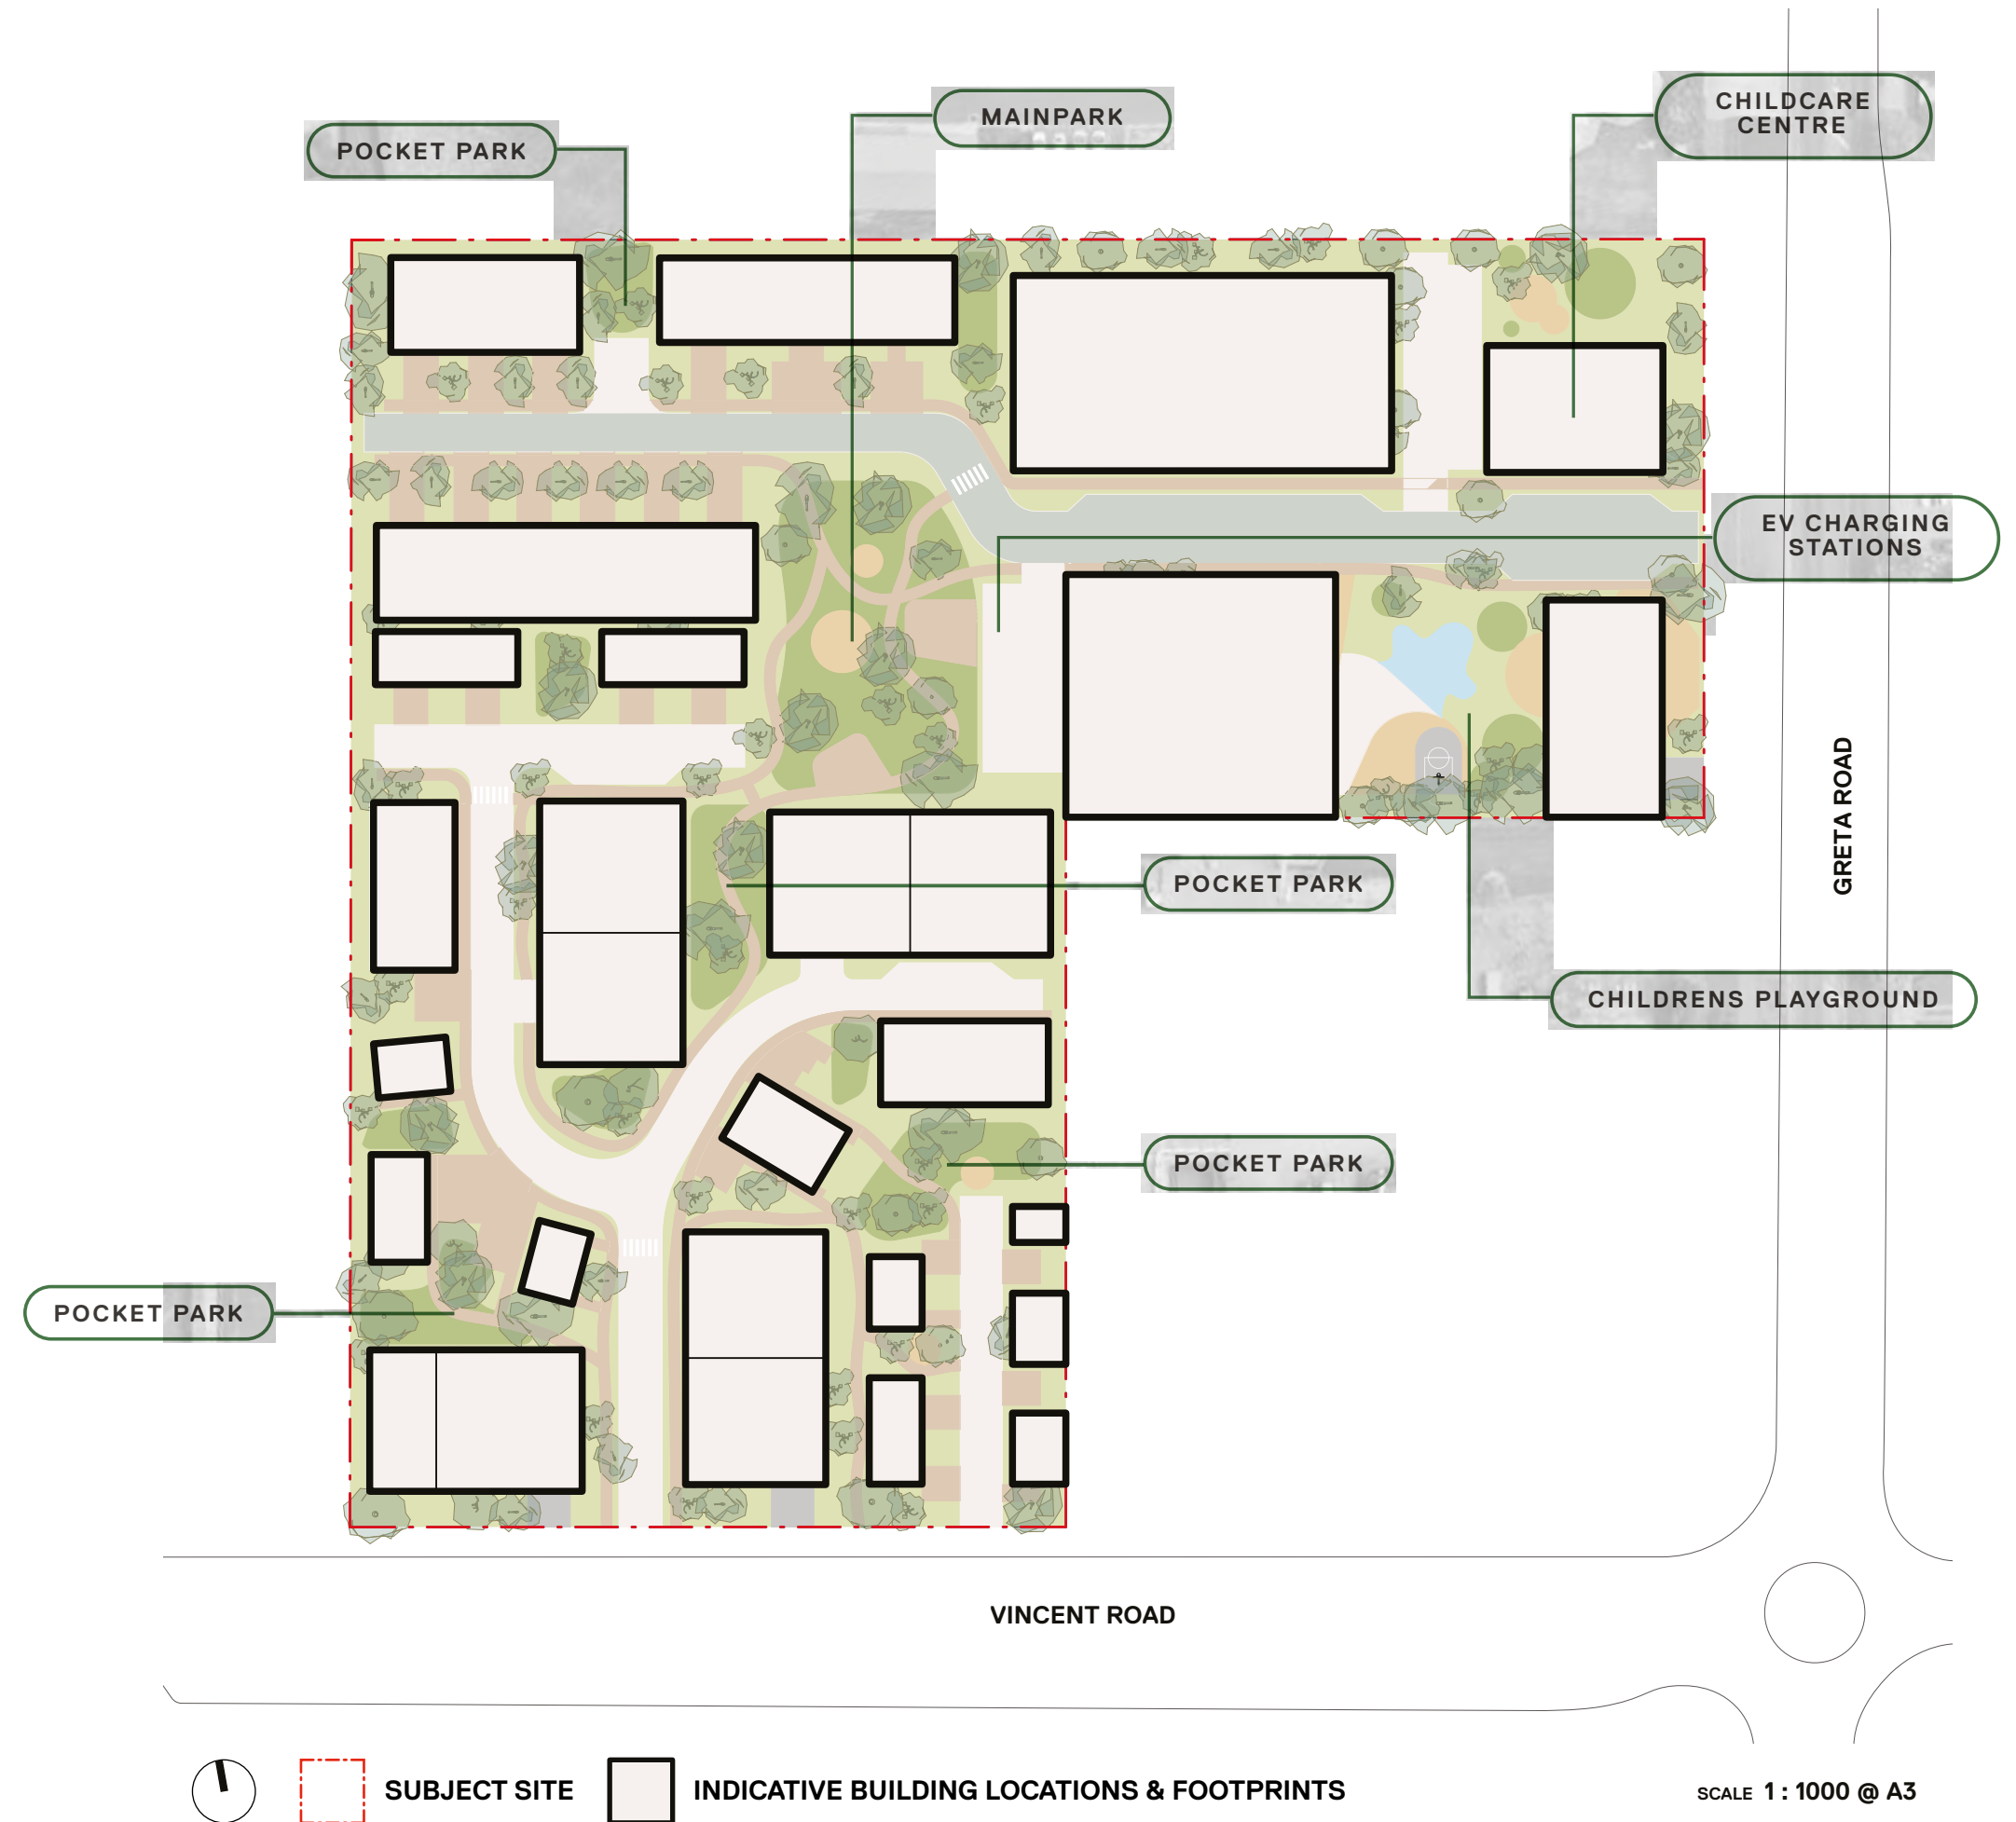 MAINPARK
CHILDCARE
CENTRE
POCKET PARK
EV CHARGING
STATIONS
GRETA ROAD
POCKET PARK
CHILDRENS PLAYGROUND
POCKET PARK
POCKET PARK
VINCENT ROAD
SUBJECT SITE
INDICATIVE BUILDING LOCATIONS & FOOTPRINTS
SCALE 1 : 1000 @ A3